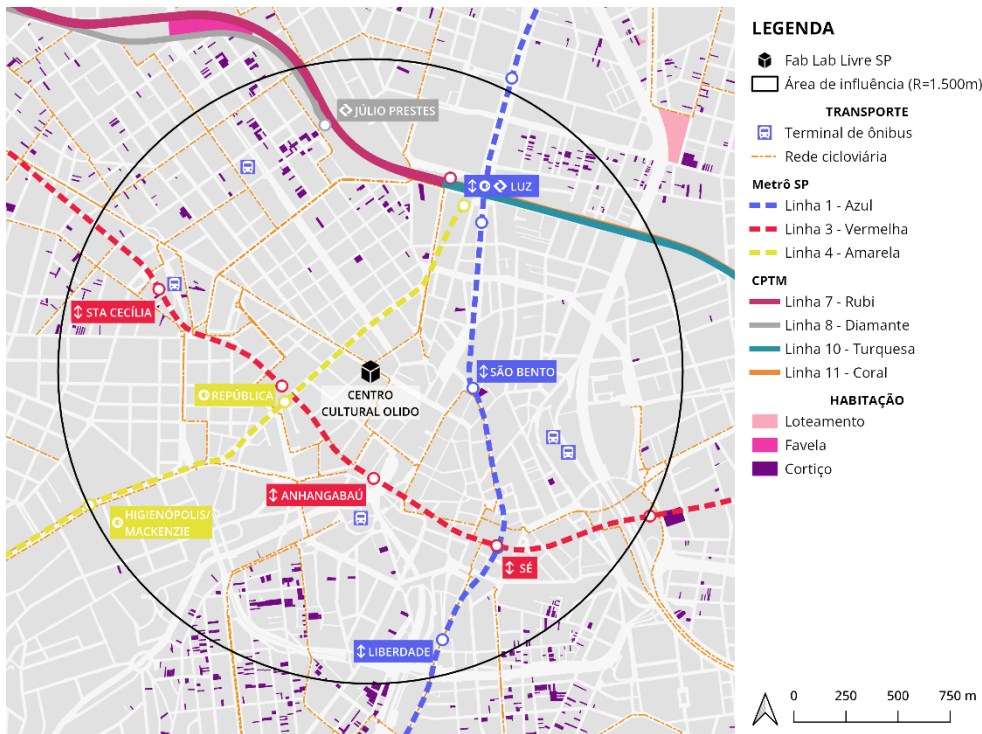 JÚLIO PRESTES
LUZ
STA CECÍLIA
SÃO BENTO
REPÚBLICA
CENTRO
CULTURAL OLIDO
ANHANGABAÚ
HIGIENÓPOLIS/
MACKENZIE
SÉ
LIBERDADE
LEGENDA
Fab Lab Livre SP
Área de influência (R=1.500m)
TRANSPORTE
Terminal de ônibus
Rede cicloviária
Metrô SP
Linha 1 - Azul
Linha 3 - Vermelha
Linha 4 - Amarela
CPTM
Linha 7 - Rubi
Linha 8 - Diamante
Linha 10 - Turquesa
Linha 11 - Coral
HABITAÇÃO
Loteamento
Favela
Cortiço
0 250 500 750 m